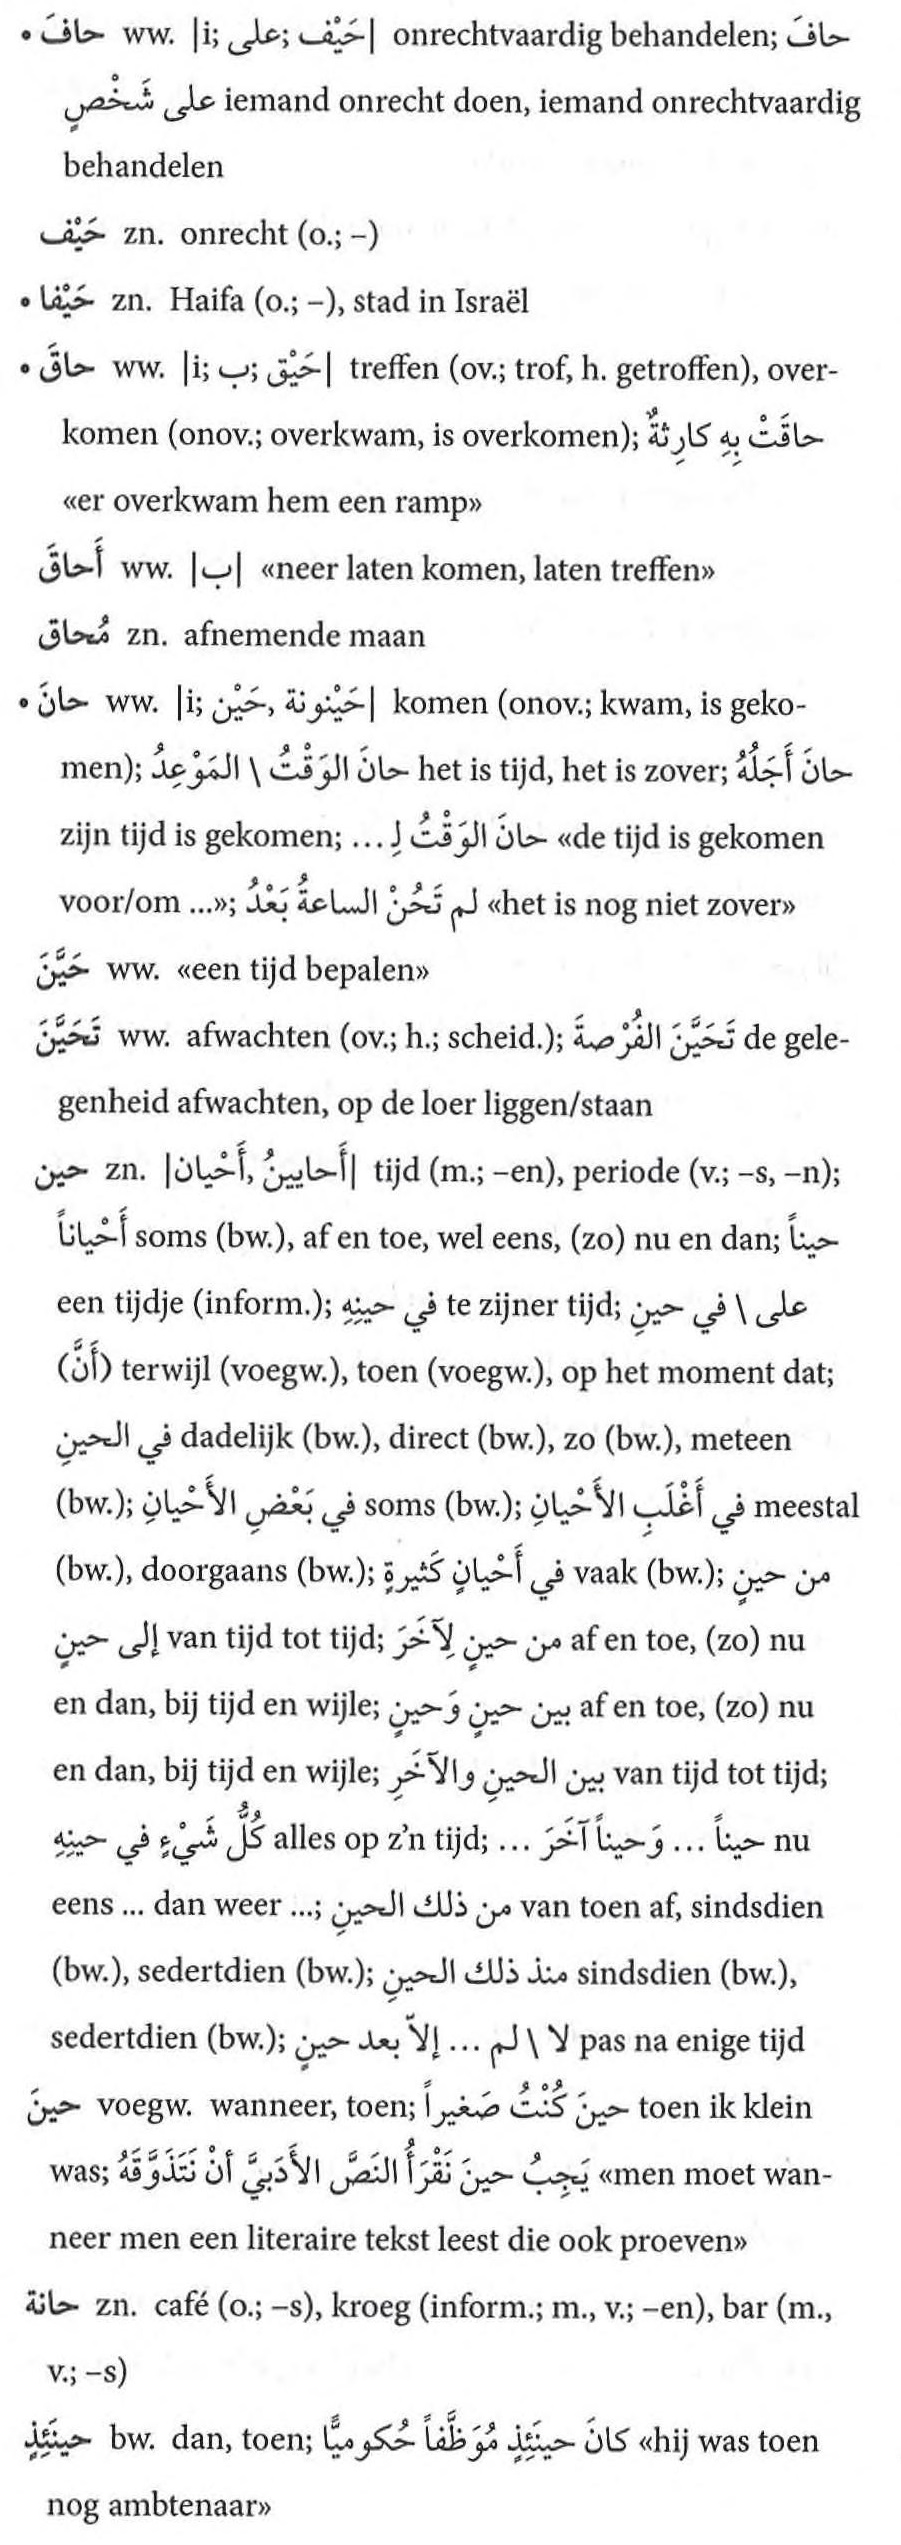 • حافَ ww. |i; على; حَيْف| onrechtvaardig behandelen; حافَ
على شَخْصٍ iemand onrecht doen, iemand onrechtvaardig
behandelen
حَيْف zn. onrecht (o.; –)
• حَيْفا zn. Haifa (o.; –), stad in Israël
• حاقَ ww. |i; ب; حَيْق| treffen (ov.; trof, h. getroffen), over-
komen (onov.; overkwam, is overkomen); حاقَتْ بِهِ كارِثةٌ
«er overkwam hem een ramp»
أَحاقَ ww. |ب| «neer laten komen, laten treffen»
مُحاق zn. afnemende maan
• حانَ ww. |i; حَيْن, حَيْنونة| komen (onov.; kwam, is geko-
men); حانَ الوَقْتُ \ المَوْعِدُ het is tijd, het is zover; حانَ أَجَلُهُ
zijn tijd is gekomen; حانَ الوَقْتُ لِ ... «de tijd is gekomen
voor/om ...»; لم تَحُنْ الساعةُ بَعْدُ «het is nog niet zover»
حَيَّنَ ww. «een tijd bepalen»
تَحَيَّنَ ww. afwachten (ov.; h.; scheid.); تَحَيَّنَ الفُرْصةَ de gele-
genheid afwachten, op de loer liggen/staan
حين zn. |أَحْيان, أَحايينُ| tijd (m.; –en), periode (v.; –s, –n);
أَحْياناً soms (bw.), af en toe, wel eens, (zo) nu en dan; حيناً
een tijdje (inform.); في حينِهِ te zijner tijd; على \ في حينِ
(أَنَّ) terwijl (voegw.), toen (voegw.), op het moment dat;
في الحينِ dadelijk (bw.), direct (bw.), zo (bw.), meteen
(bw.); في بَعْضِ الأَحْيانِ soms (bw.); في أَغْلَبِ الأَحْيانِ meestal
(bw.), doorgaans (bw.); في أَحْيانٍ كَثيرةٍ vaak (bw.); من حينٍ
إلى حينٍ van tijd tot tijd; من حينٍ لِآخَرَ af en toe, (zo) nu
en dan, bij tijd en wijle; بين حينٍ وَحينٍ af en toe, (zo) nu
en dan, bij tijd en wijle; بين الحينِ والآخَرِ van tijd tot tijd;
كُلُّ شَيْءٍ في حينِهِ alles op z’n tijd; حيناً ... وَحيناً آخَرَ ... nu
eens ... dan weer ...; من ذلك الحينِ van toen af, sindsdien
(bw.), sedertdien (bw.); منذ ذلك الحينِ sindsdien (bw.),
sedertdien (bw.); لا \ لم ... إلاّ بعد حينٍ pas na enige tijd
حينَ voegw. wanneer, toen; حينَ كُنْتُ صَغيراً toen ik klein
was; يَجِبُ حينَ نَقْرَأُ النَصَّ الأَدَبيَّ أنْ نَتَذَوَّقَهُ «men moet wan-
neer men een literaire tekst leest die ook proeven»
حانة zn. café (o.; –s), kroeg (inform.; m., v.; –en), bar (m.,
v.; –s)
حينَئِذٍ bw. dan, toen; كانَ حينَئِذٍ مُوَظَّفاً حُكوميًّا «hij was toen
nog ambtenaar»